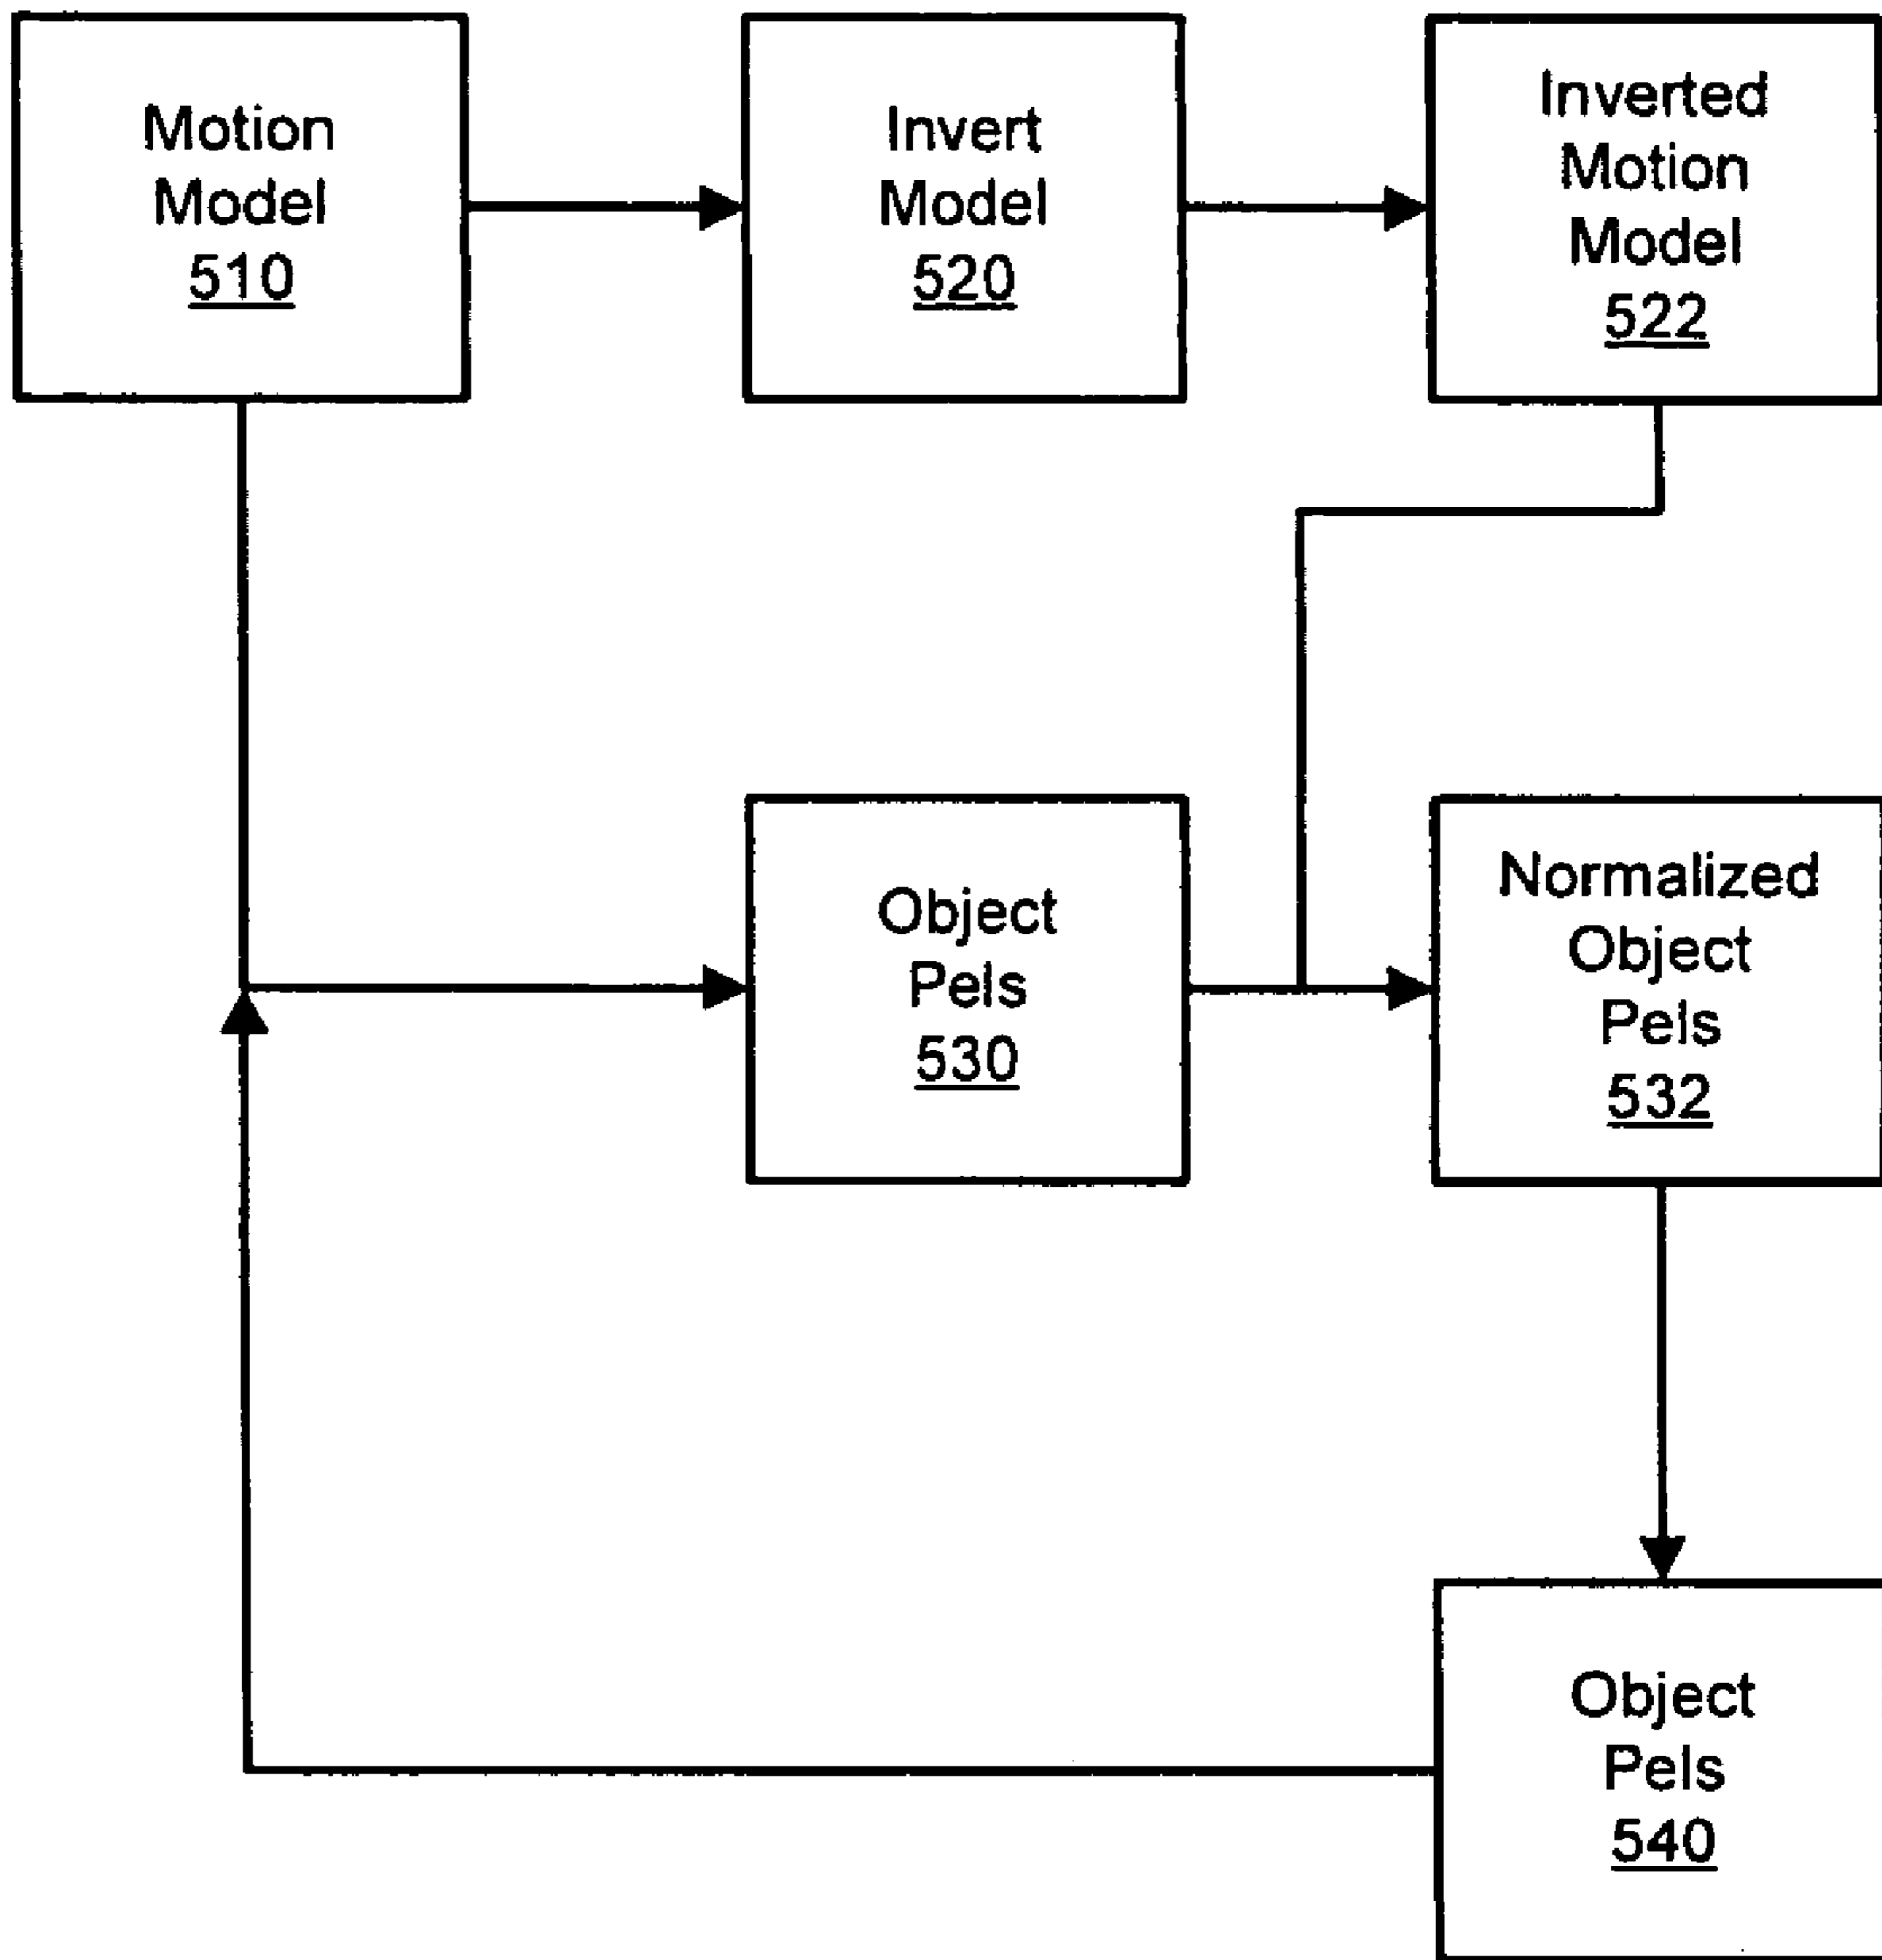 Motion
Model
510
Invert
Model
520
Inverted
Motion
Model
522
Object
Pels
530
Normalized
Object
Pels
532
Object
Pels
540